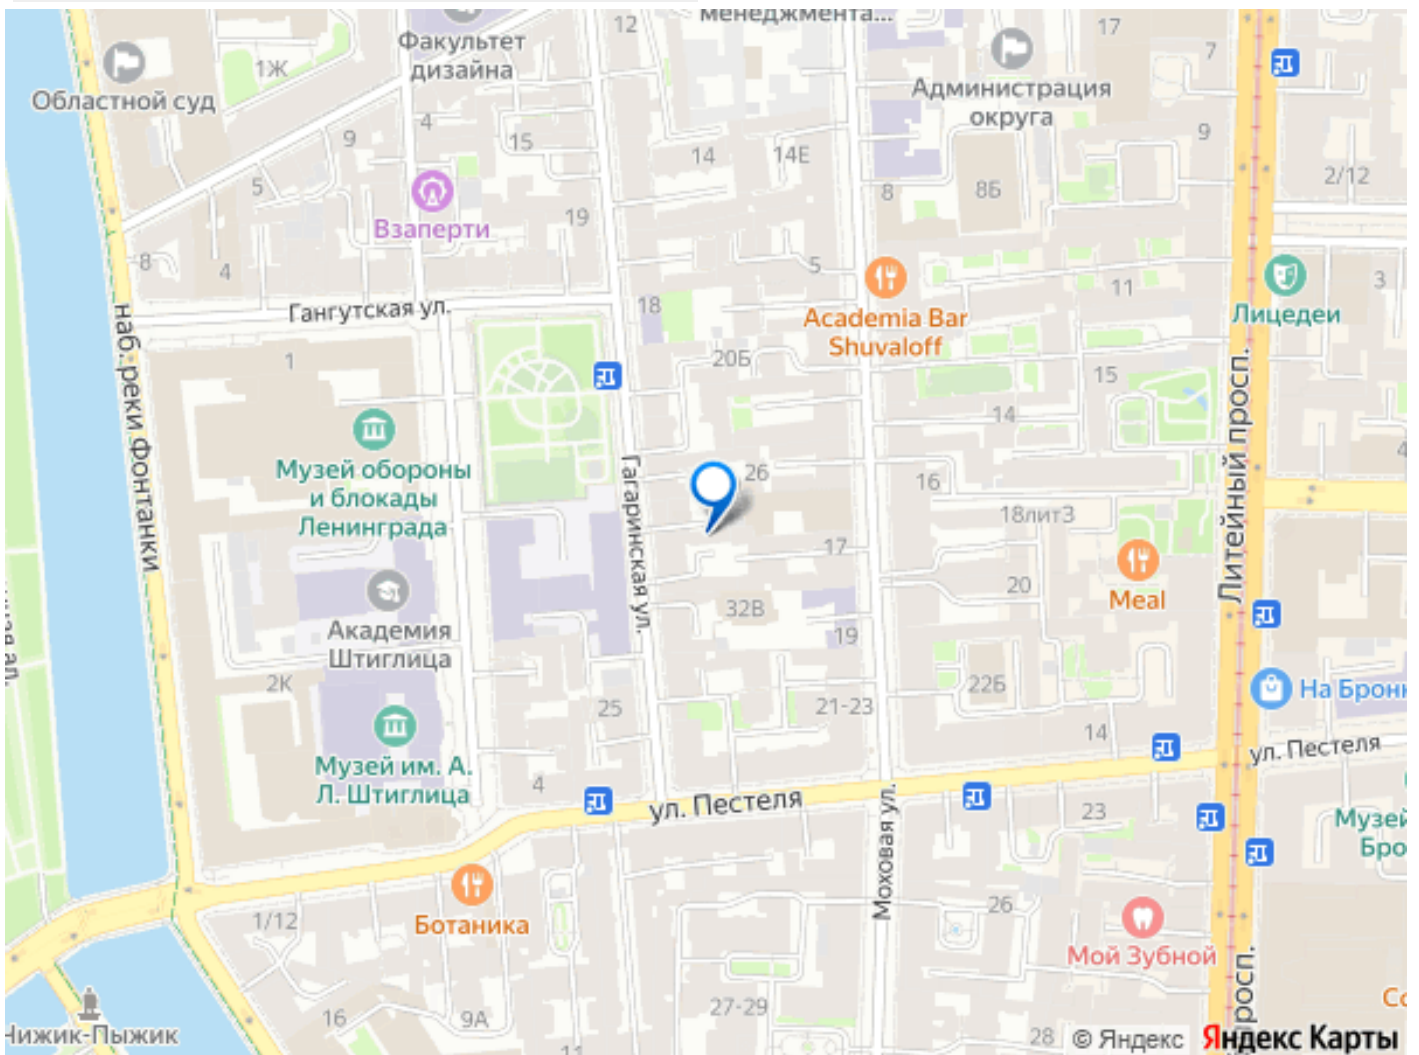 менеджмента...
Факультет
дизайна
12
17
7
1Ж
Областной суд
Администрация
округа
4
9
15
14
14Е
9
5
8
8Б
2/12
Взаперти
19
8
4
5
11
3
Гангутская ул.
18
Academia Bar
Shuvaloff
Лицедеи
наб. реки Фонтанки
1
20Б
15
14
Литейный просп.
Музей обороны
и блокады
Ленинграда
Гагаринская ул.
26
16
18литЗ
17
20
Meal
Академия
Штиглица
32В
19
2К
22Б
На Бронн
25
21-23
14
ул. Пестеля
Музей им. А.
Л. Штиглица
4
ул. Пестеля
Моховая ул.
23
Музей
Бро
Ботаника
1/12
26
Мой Зубной
просп.
27-29
16
9А
11
28
Чижик-Пыжик
© Яндекс
Яндекс Карты